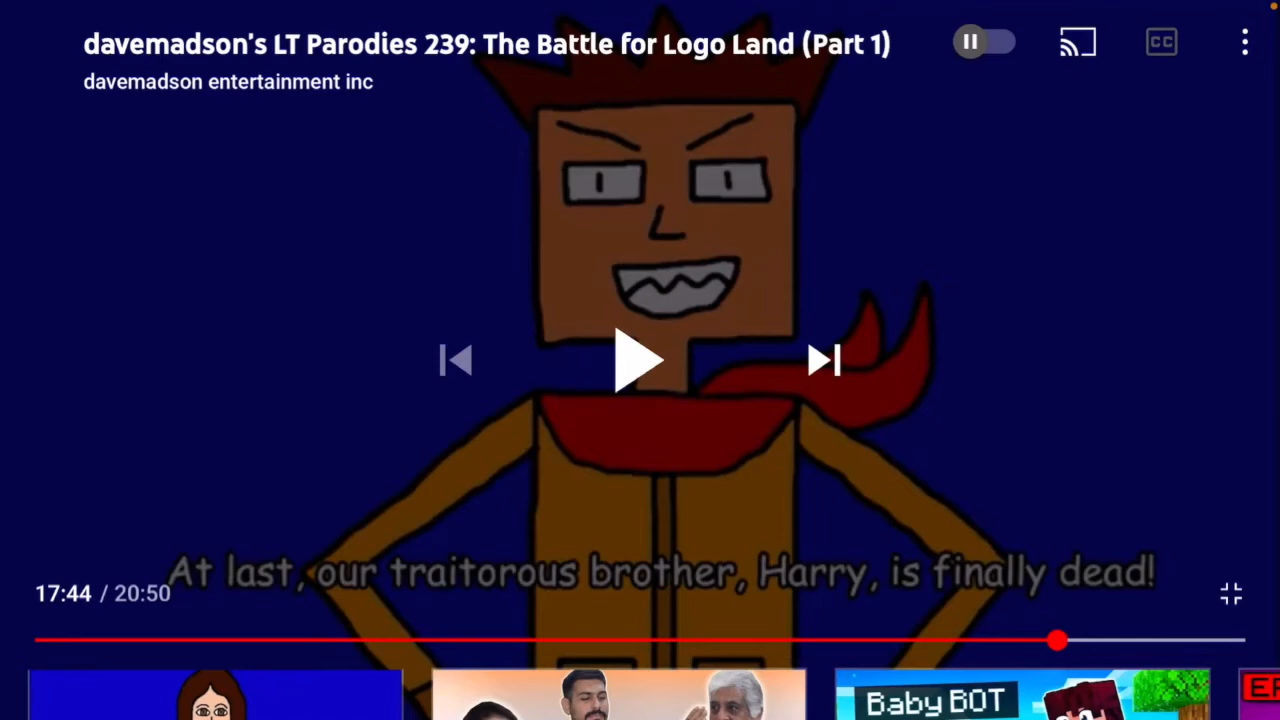 davemadson's LT Parodies 239: The Battle for Logo Land (Part 1)
davemadson entertainment inc
CC
At last, our traitorous brother, Harry, is finally dead!
17:44 / 20:50
Baby BOT